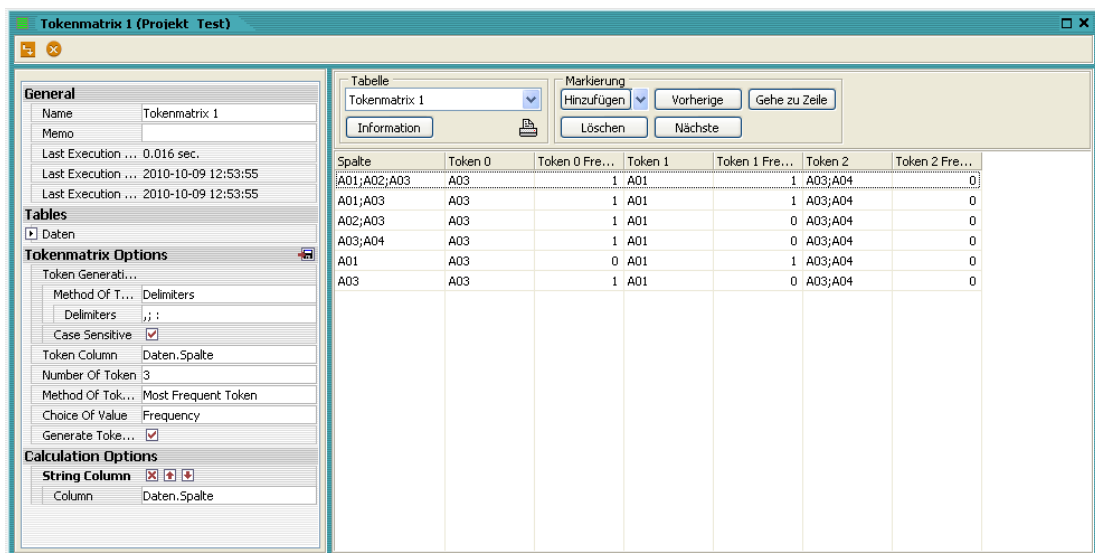 Tokenmatrix 1 (Projekt Test)
General
Name Tokenmatrix 1
Memo
Last Execution ... 0.016 sec.
Last Execution ... 2010-10-09 12:53:55
Last Execution ... 2010-10-09 12:53:55
Tables
Daten
Tokenmatrix Options
Token Generati...
Method Of T... Delimiters
Delimiters ,; :
Case Sensitive
Token Column Daten.Spalte
Number Of Token 3
Method Of Tok... Most Frequent Token
Choice Of Value Frequency
Generate Toke...
Calculation Options
String Column
Column Daten.Spalte
Tabelle
Tokenmatrix 1
Information
Markierung
Hinzufügen Vorherige Gehe zu Zeile
Löschen Nächste
Spalte Token 0 Token 0 Fre... Token 1 Token 1 Fre... Token 2 Token 2 Fre...
A01;A02;A03 A03 1 A01 1 A03;A04 0
A01;A03 A03 1 A01 1 A03;A04 0
A02;A03 A03 1 A01 0 A03;A04 0
A03;A04 A03 1 A01 0 A03;A04 0
A01 A03 0 A01 1 A03;A04 0
A03 A03 1 A01 0 A03;A04 0